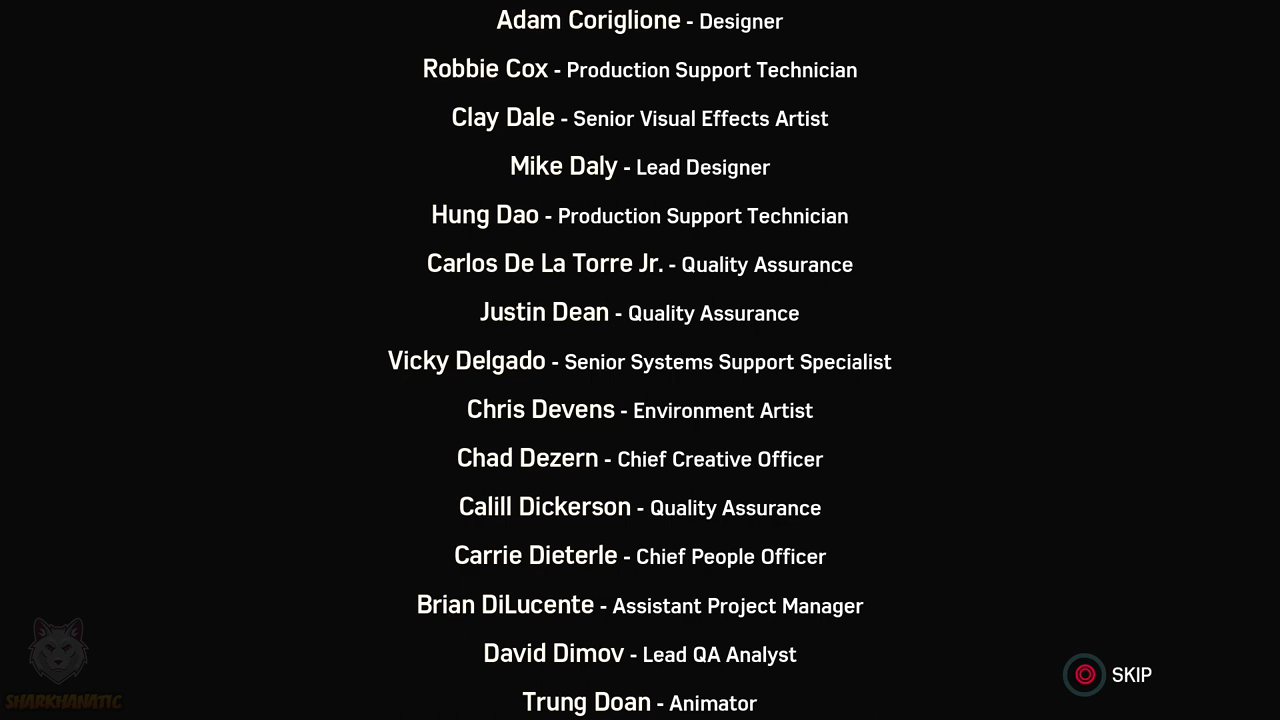 Adam Coriglione - Designer
Robbie Cox - Production Support Technician
Clay Dale - Senior Visual Effects Artist
Mike Daly - Lead Designer
Hung Dao - Production Support Technician
Carlos De La Torre Jr. - Quality Assurance
Justin Dean - Quality Assurance
Vicky Delgado - Senior Systems Support Specialist
Chris Devens - Environment Artist
Chad Dezern - Chief Creative Officer
Calill Dickerson - Quality Assurance
Carrie Dieterle - Chief People Officer
Brian DiLucente - Assistant Project Manager
David Dimov - Lead QA Analyst
SKIP
SHARKHANATIC
Trung Doan - Animator